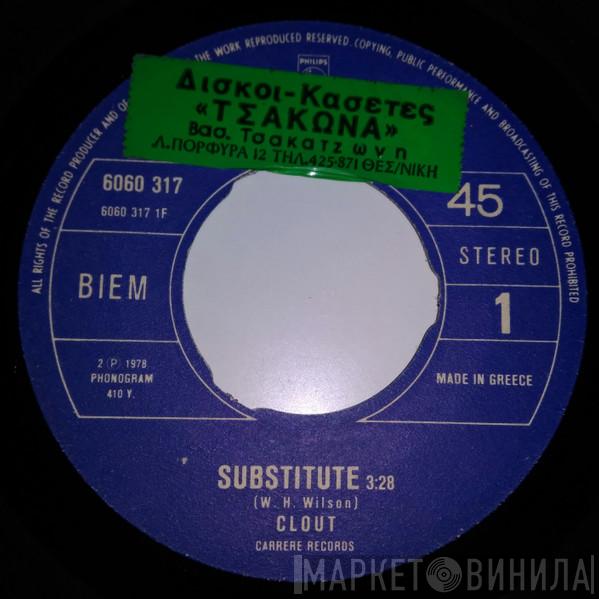 ALL RIGHTS OF THE RECORD PRODUCER AND OF THE WORK REPRODUCED RESERVED. COPYING, PUBLIC PERFORMANCE AND BROADCASTING OF THIS RECORD PROHIBITED
PHILIPS
Δισκοι-Κασετες
«ΤΣΑΚΩΝΑ»
Βασ. Τσακατζωνη
Λ. ΠΟΡΦΥΡΑ 12 ΤΗΛ. 425-871 ΘΕΣ/ΝΙΚΗ
6060 317
6060 317 1F
45
BIEM
STEREO
1
2 Ⓟ 1978
PHONOGRAM
410 Y.
MADE IN GREECE
SUBSTITUTE 3:28
(W. H. Wilson)
CLOUT
CARRERE RECORDS
МАРКЕТ ВИНИЛА